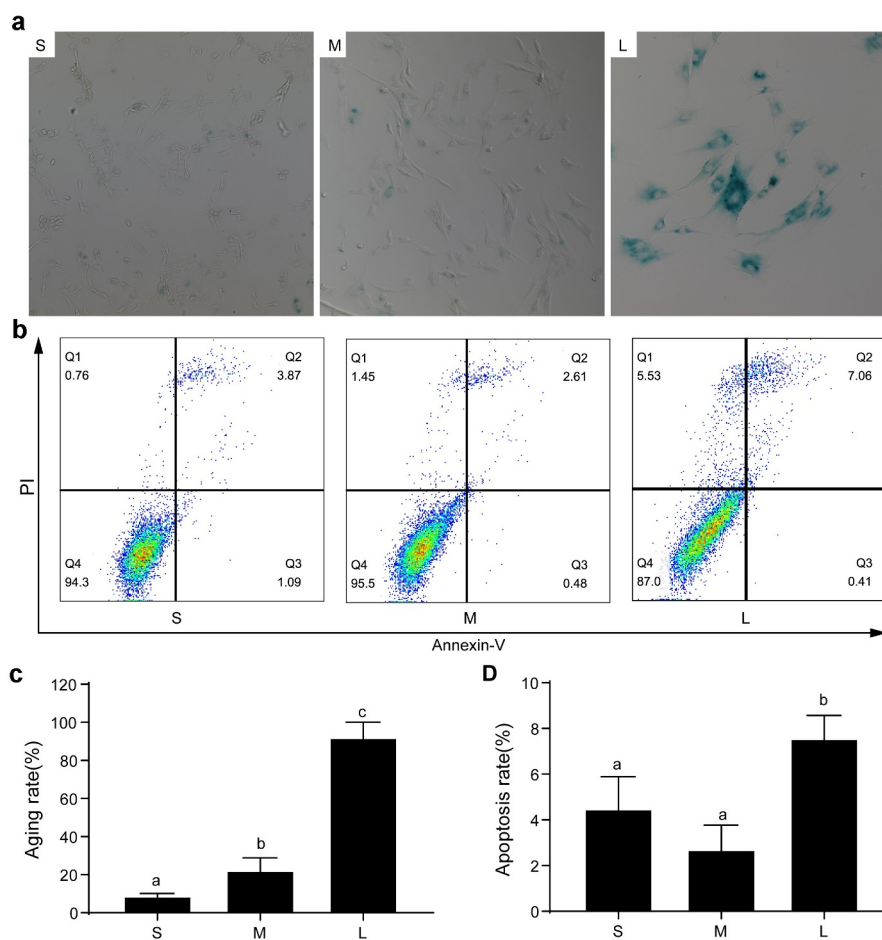 a
S
M
L
b
Q1
0.76
Q2
3.87
Q4
94.3
Q3
1.09
Q1
1.45
Q2
2.61
Q4
95.5
Q3
0.48
Q1
5.53
Q2
7.06
Q4
87.0
Q3
0.41
PI
S
M
L
Annexin-V
c
120
100
80
60
40
20
0
Aging rate(%)
a
b
c
S
M
L
D
10
8
6
4
2
0
Apoptosis rate(%)
a
a
b
S
M
L